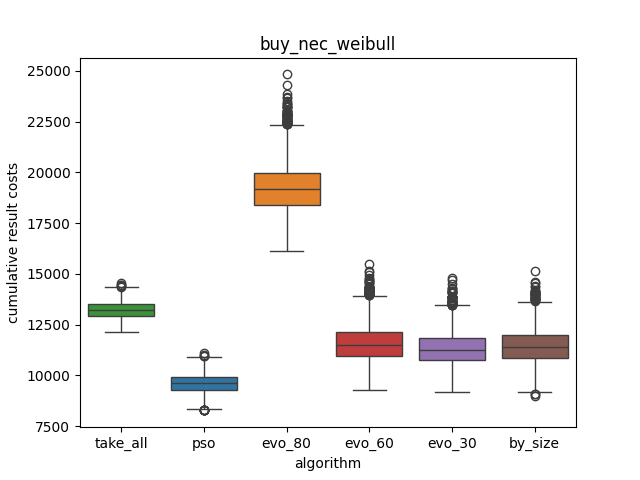 buy_nec_weibull
cumulative result costs
25000
22500
20000
17500
15000
12500
10000
7500
take_all pso evo_80 evo_60 evo_30 by_size
algorithm